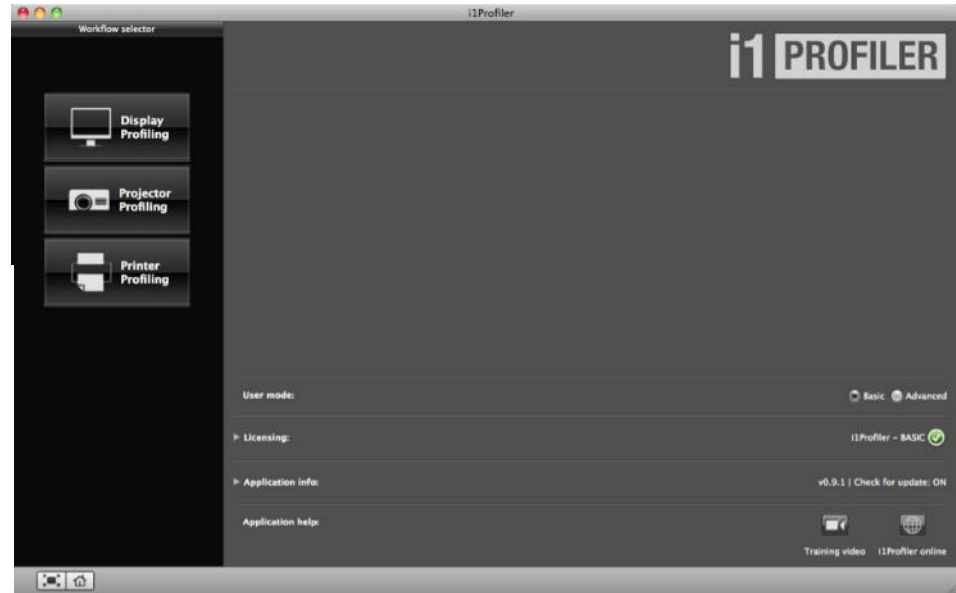 i1Profiler
Workflow selector
i1 PROFILER
Display
Profiling
Projector
Profiling
Printer
Profiling
User mode:
Basic Advanced
Licensing:
i1Profiler – BASIC
Application info:
v0.9.1 | Check for update: ON
Application help:
Training video i1Profiler online